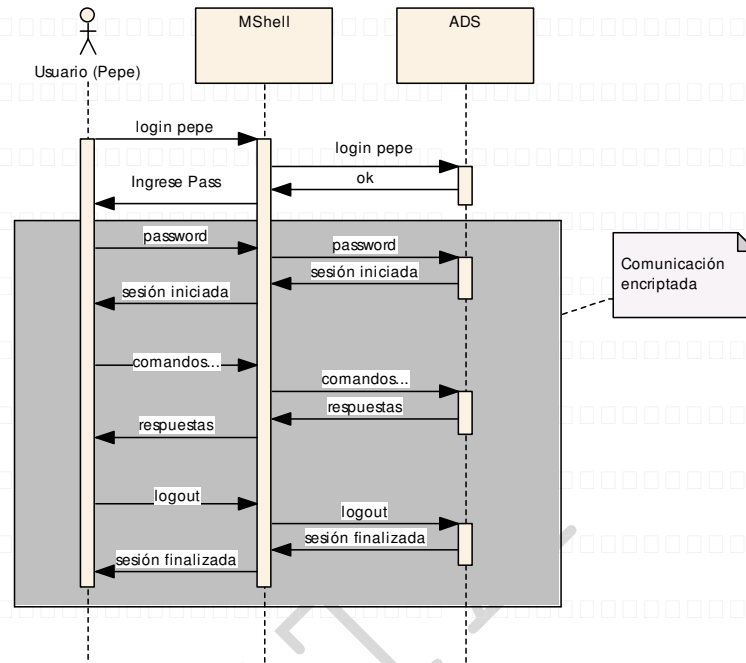 MShell
ADS
Usuario (Pepe)
login pepe
login pepe
ok
Ingrese Pass
password
password
sesión iniciada
sesión iniciada
Comunicación
encriptada
comandos...
comandos...
respuestas
respuestas
logout
logout
sesión finalizada
sesión finalizada